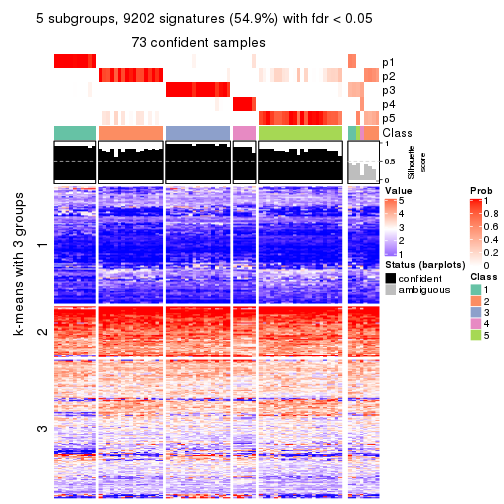 5 subgroups, 9202 signatures (54.9%) with fdr < 0.05
73 confident samples
p1
p2
p3
p4
p5
Class
1
0.5
0
Silhouette
score
k-means with 3 groups
1
2
3
Value
5
4
3
2
1
Status (barplots)
confident
ambiguous
Prob
1
0.8
0.6
0.4
0.2
0
Class
1
2
3
4
5